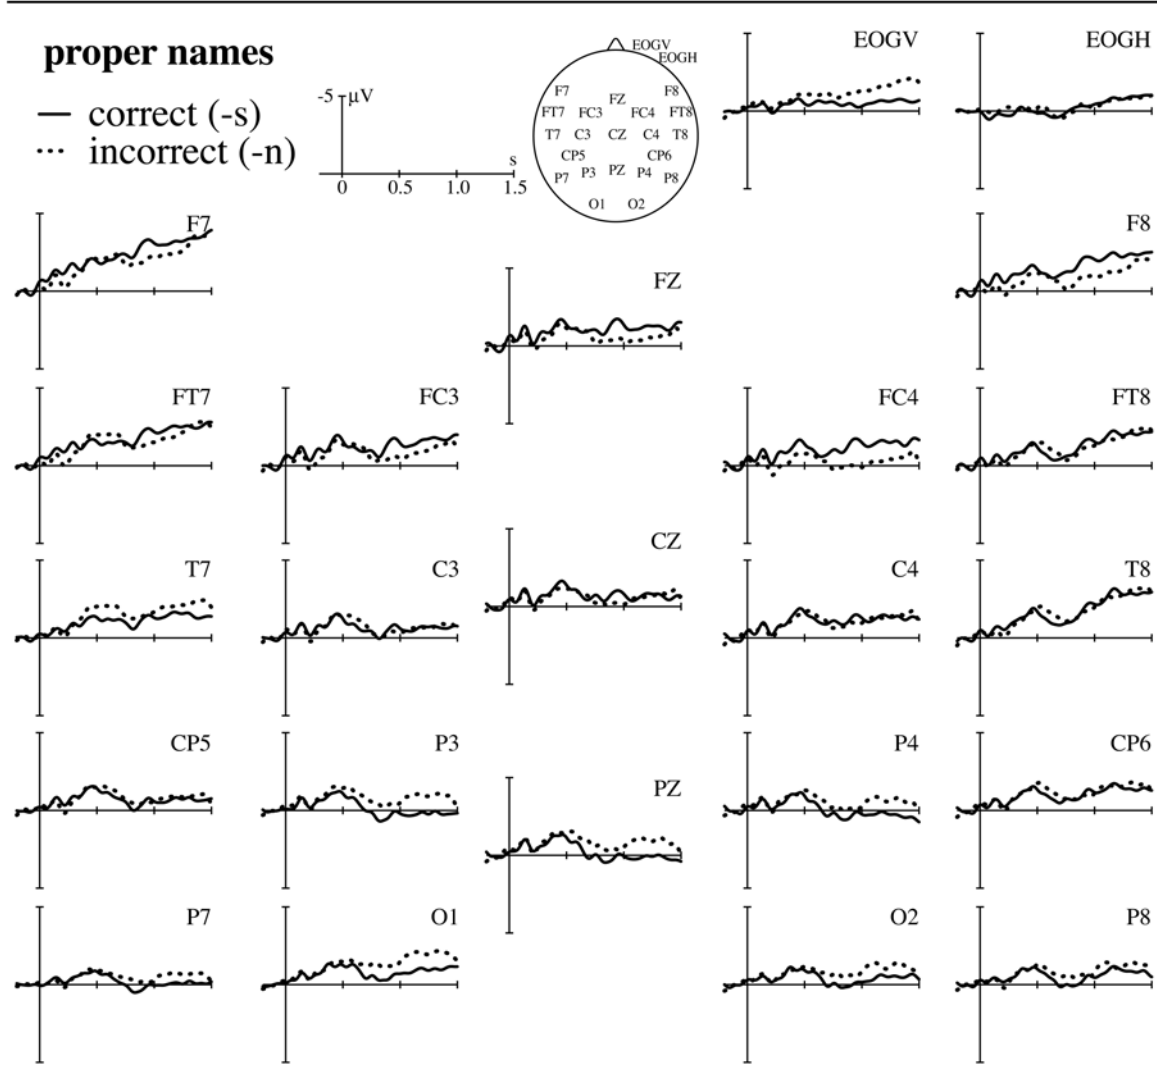 proper names
correct (-s)
incorrect (-n)
-5 μV
s
0 0.5 1.0 1.5
EOGV
EOGH
F7 F8
FZ
FT7 FC3 FC4 FT8
T7 C3 CZ C4 T8
CP5 CP6
P7 P3 PZ P4 P8
O1 O2
EOGV EOGH
F7 F8
FZ
FT7 FC3 FC4 FT8
CZ
T7 C3 C4 T8
CP5 P3 P4 CP6
PZ
P7 O1 O2 P8